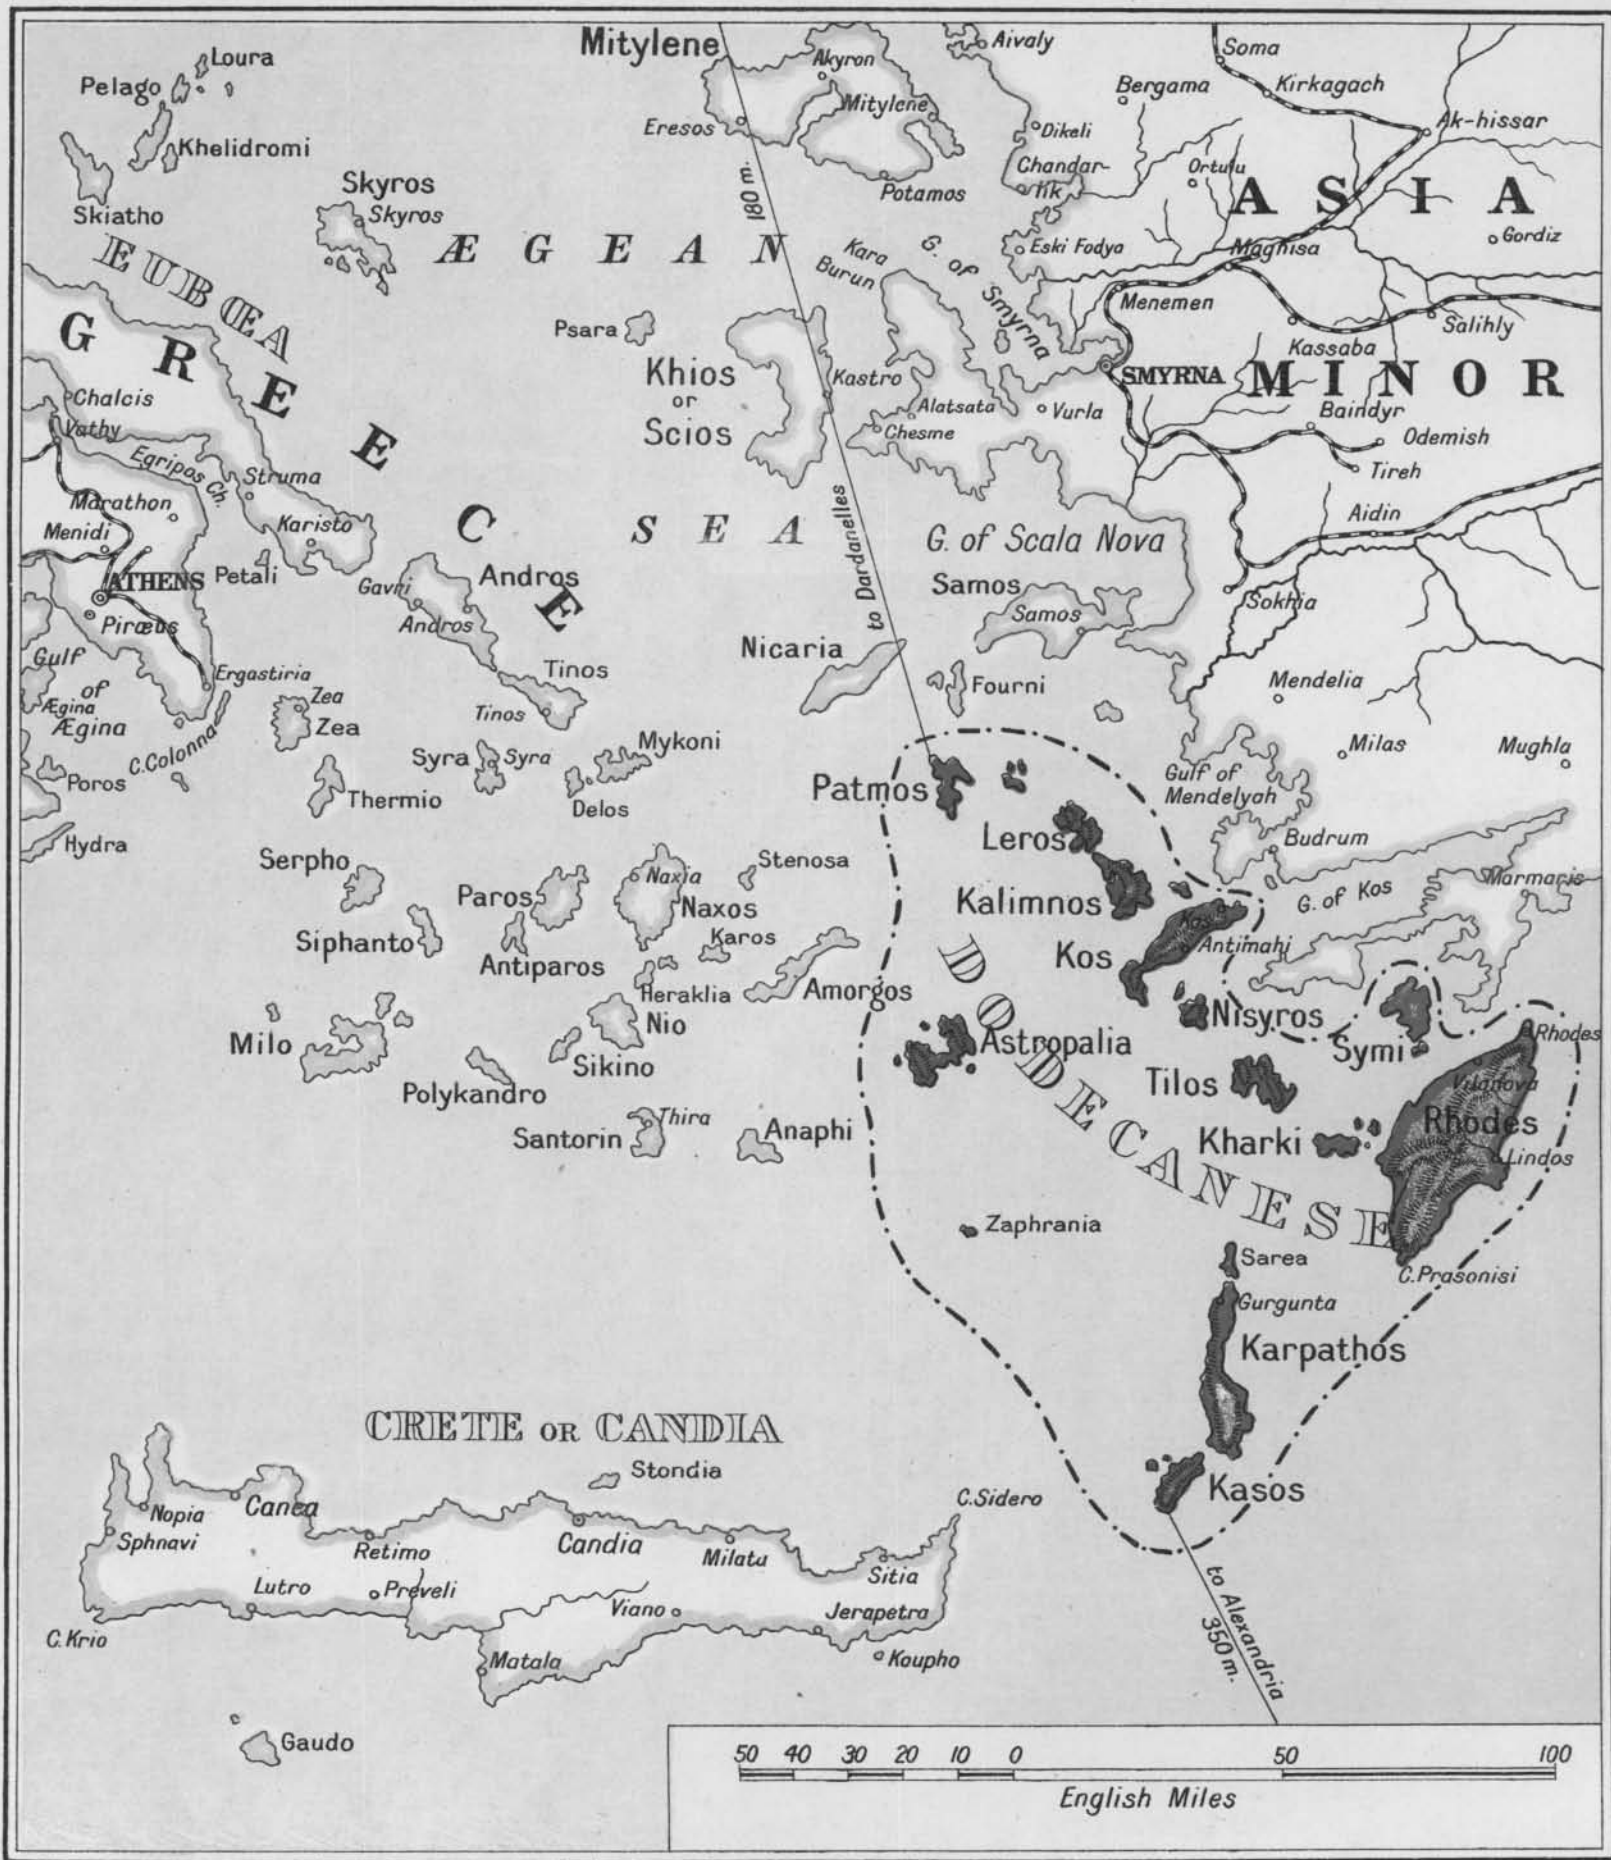 Loura
Pelago
Khelidromi
Skiatho
Skyros
Skyros
Mitylene
Akyron
Mitylene
Eresos
Potamos
Aivaly
Bergama
Dikeli
Chandar-
lik
Soma
Kirkagach
Ak-hissar
Ortulu
ASIA
MINOR
Gordiz
Eski Fodya
Maghisa
Menemen
Salihly
Kassaba
SMYRNA
Baindyr
Odemish
Tireh
Aidin
Sokhia
ÆGEAN
SEA
180 m.
to Dardanelles
Kara
Burun
G. of Smyrna
Psara
Khios
or
Scios
Kastro
Alatsata
Chesme
Vurla
EUBŒA
GREECE
Chalcis
Vathy
Egripos Ch.
Struma
Marathon
Menidi
Karisto
ATHENS
Petali
Piræus
Gulf
of
Ægina
Ægina
Ergastiria
C. Colonna
Poros
Hydra
Gavri
Andros
Andros
Tinos
Tinos
Zea
Zea
Thermio
Syra
Syra
Mykoni
Delos
Nicaria
G. of Scala Nova
Samos
Samos
Fourni
Mendelia
Milas
Mughla
Gulf of
Mendelyah
Budrum
Marmaris
G. of Kos
Patmos
Leros
Kalimnos
Kos
Kos
Antimahi
Nisyros
Symi
Astropalia
Tilos
Kharki
DODECANESE
Rhodes
Vilanova
Rhodes
Lindos
C. Prasonisi
Zaphrania
Sarea
Gurgunta
Karpathos
Kasos
Serpho
Siphanto
Paros
Antiparos
Naxia
Naxos
Stenosa
Karos
Heraklia
Amorgos
Nio
Sikino
Milo
Polykandro
Thira
Santorin
Anaphi
CRETE OR CANDIA
Stondia
C. Sidero
Nopia
Canea
Sphnavi
Retimo
Candia
Milatu
Sitia
Lutro
Preveli
Viano
Jerapetra
C. Krio
Matala
Koupho
Gaudo
to Alexandria
350 m.
50 40 30 20 10 0 50 100
English Miles